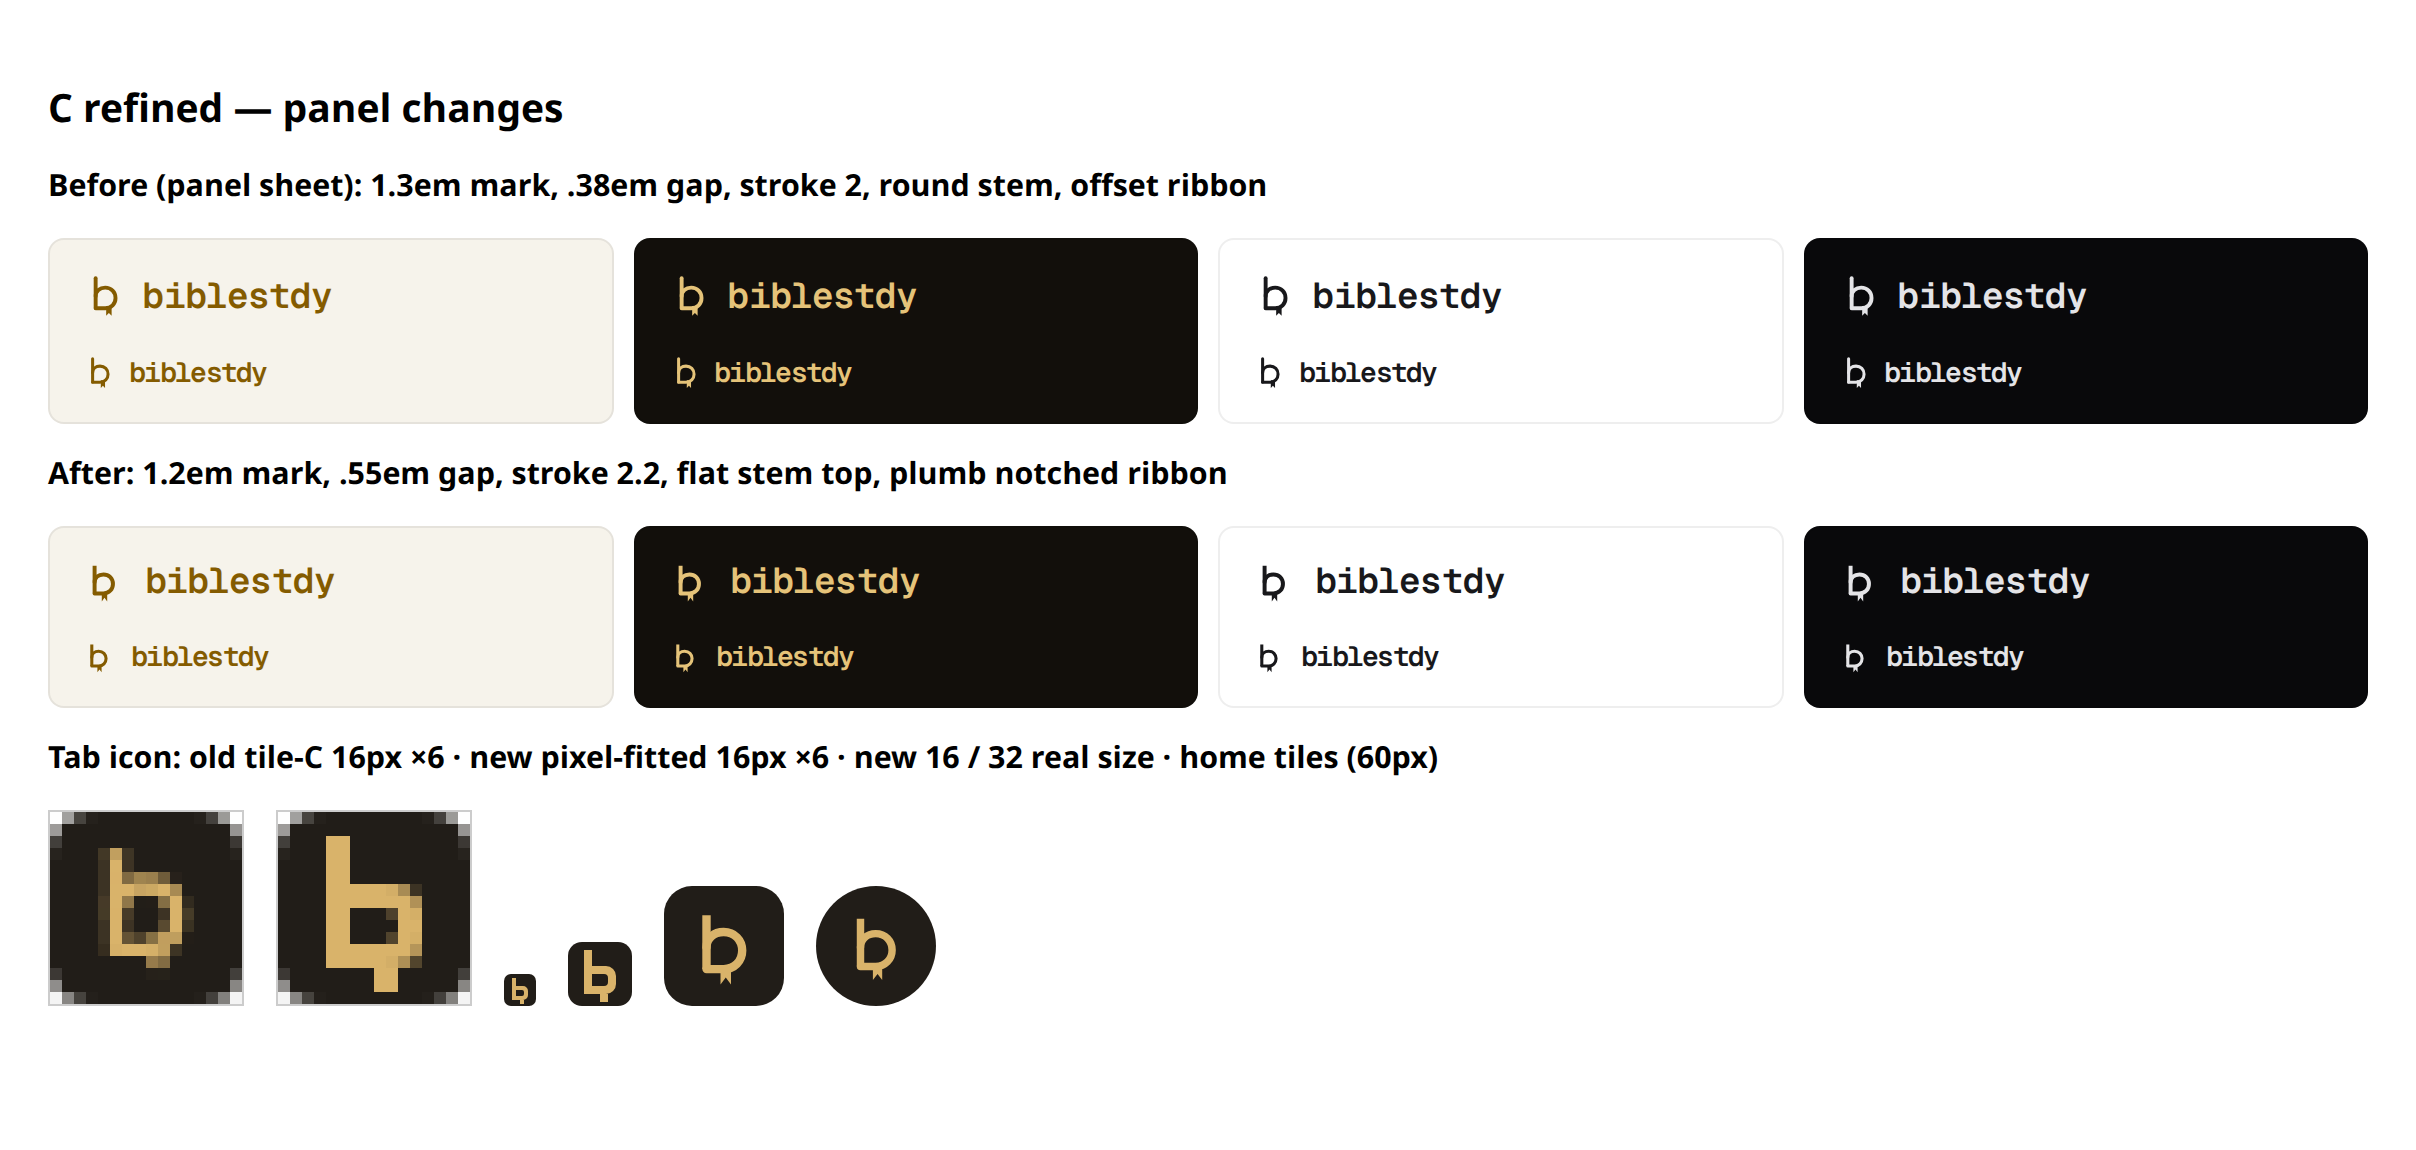 C refined — panel changes
Before (panel sheet): 1.3em mark, .38em gap, stroke 2, round stem, offset ribbon
biblestdy biblestdy biblestdy biblestdy
biblestdy biblestdy biblestdy biblestdy
After: 1.2em mark, .55em gap, stroke 2.2, flat stem top, plumb notched ribbon
biblestdy biblestdy biblestdy biblestdy
biblestdy biblestdy biblestdy biblestdy
Tab icon: old tile-C 16px ×6 · new pixel-fitted 16px ×6 · new 16 / 32 real size · home tiles (60px)